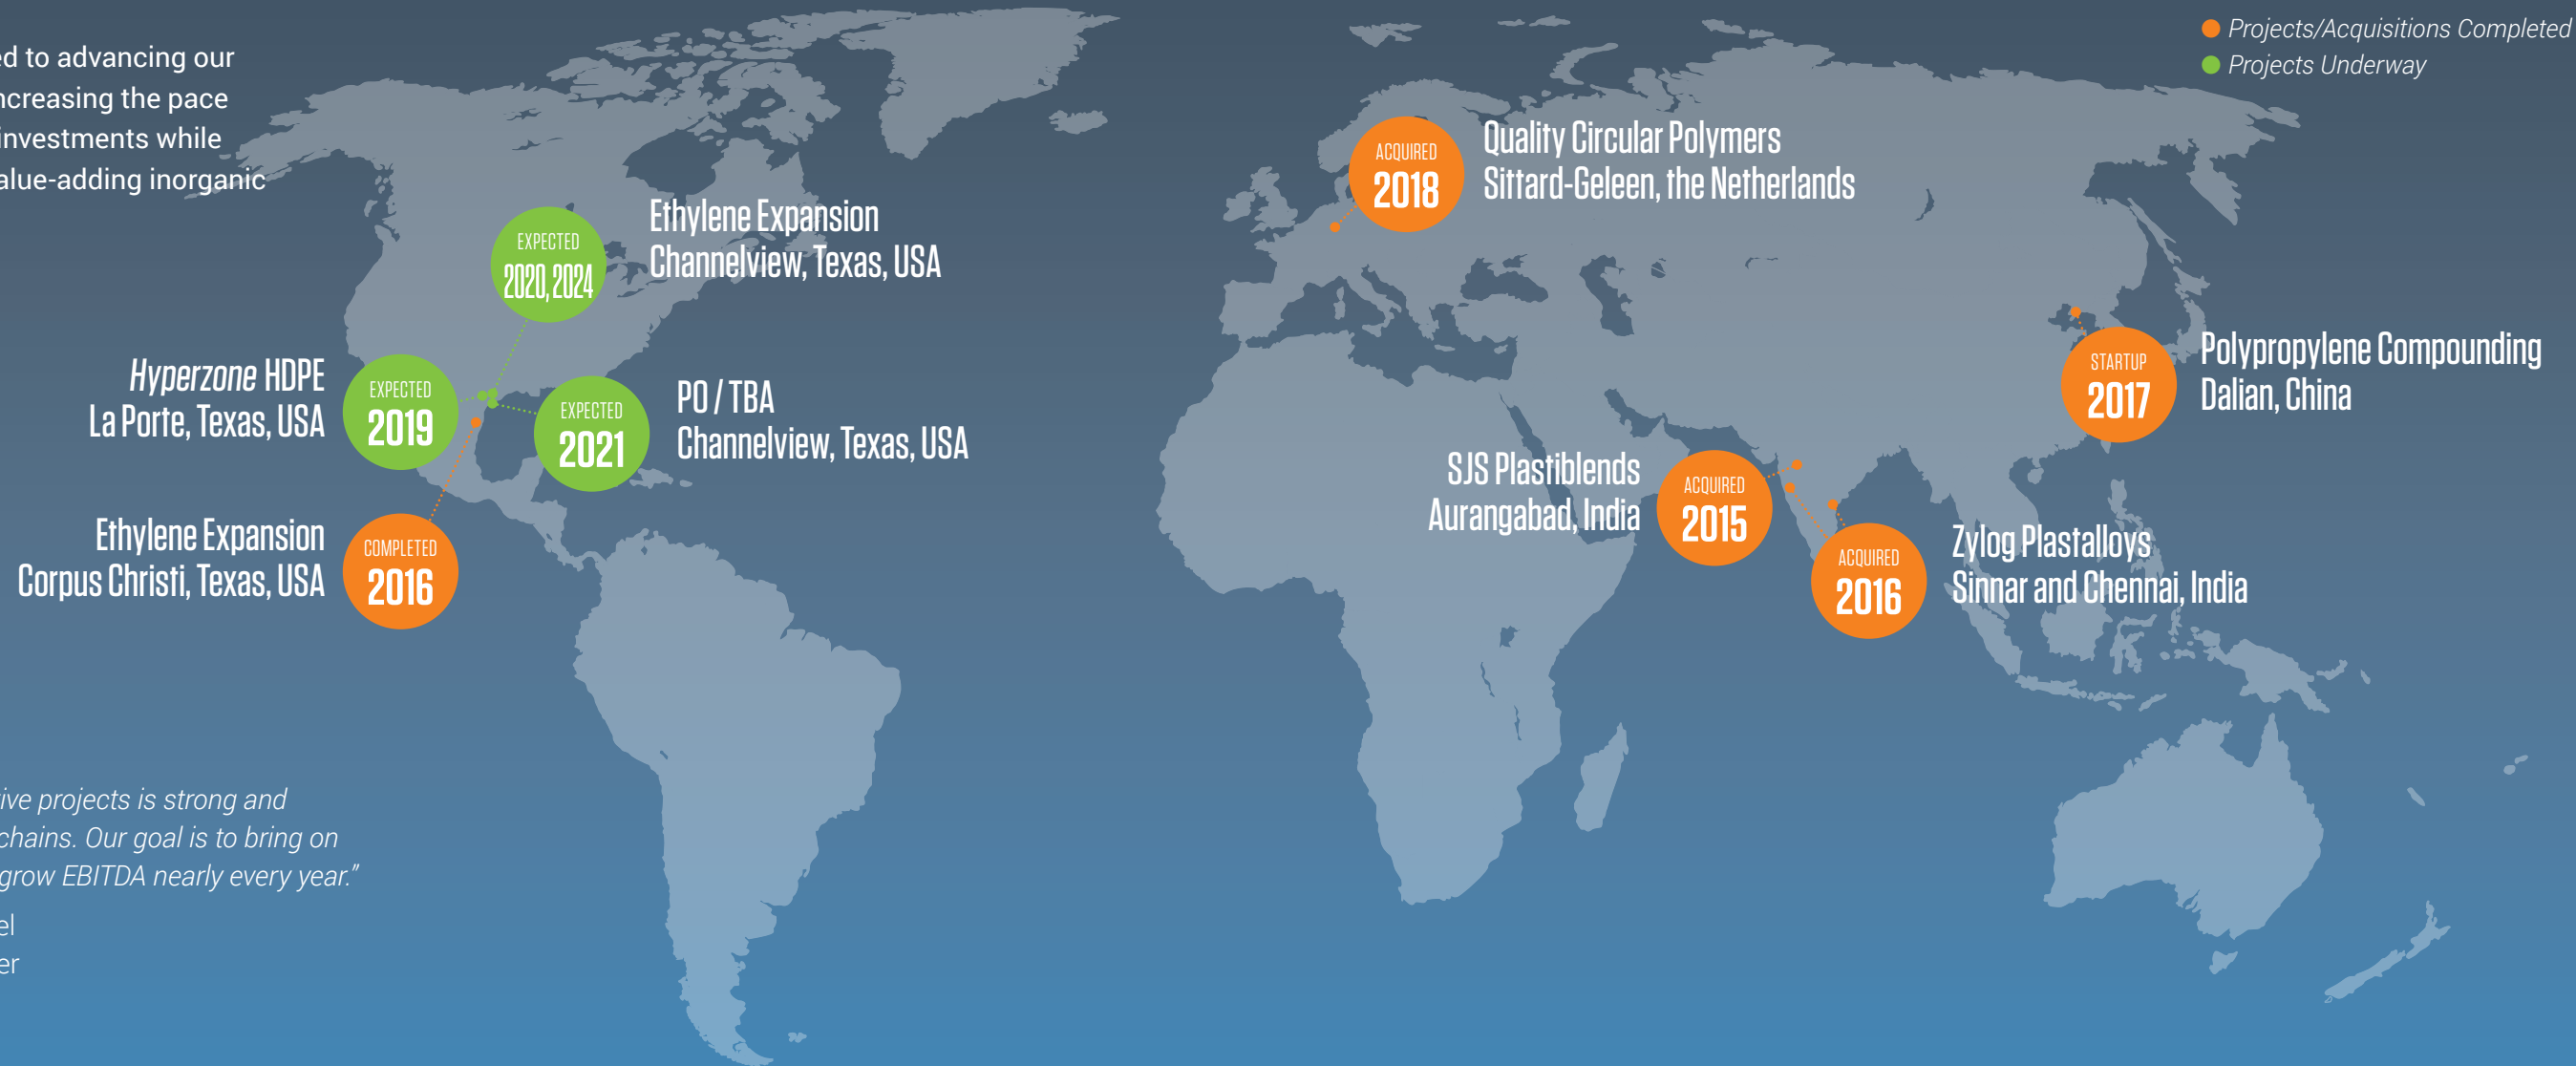 ● Projects/Acquisitions Completed
● Projects Underway
to advancing our
ncreasing the pace
investments while
alue-adding inorganic
EXPECTED
2020, 2024
Ethylene Expansion
Channelview, Texas, USA
Hyperzone HDPE
La Porte, Texas, USA
EXPECTED
2019
EXPECTED
2021
PO / TBA
Channelview, Texas, USA
Ethylene Expansion
Corpus Christi, Texas, USA
COMPLETED
2016
ACQUIRED
2018
Quality Circular Polymers
Sittard-Geleen, the Netherlands
STARTUP
2017
Polypropylene Compounding
Dalian, China
SJS Plastiblends
Aurangabad, India
ACQUIRED
2015
ACQUIRED
2016
Zylog Plastalloys
Sinnar and Chennai, India
ive projects is strong and
chains. Our goal is to bring on
grow EBITDA nearly every year.”
el
er